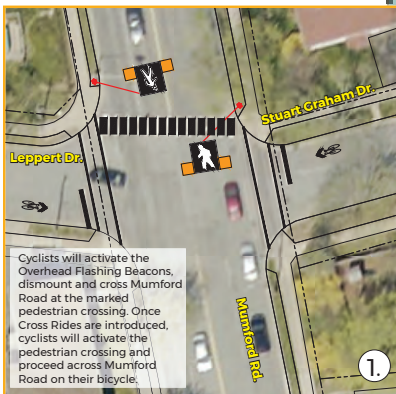 Stuart Graham Dr.
Leppert Dr.
Cyclists will activate the
Overhead Flashing Beacons,
dismount and cross Mumford
Road at the marked
pedestrian crossing. Once
Cross Rides are introduced,
cyclists will activate the
pedestrian crossing and
proceed across Mumford
Road on their bicycle.
Mumford Rd.
1.